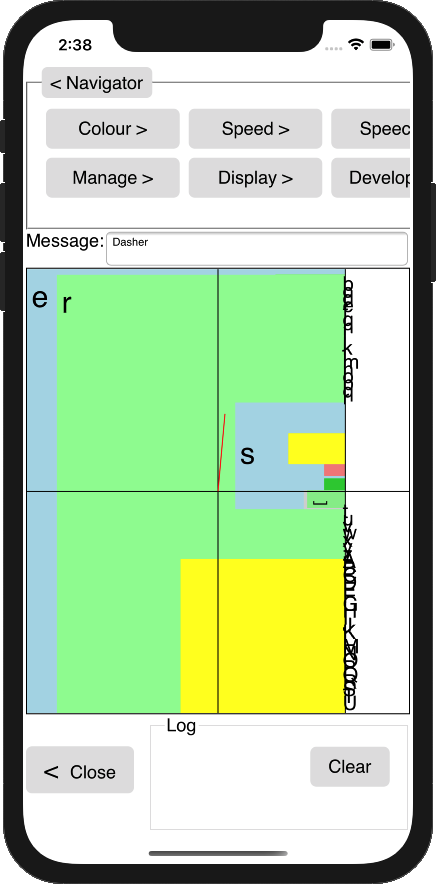 2:38
< Navigator
Colour > Speed > Speec
Manage > Display > Develop
Message: Dasher
e r
s
k
m
u
w
G
K
M
U
Log
< Close
Clear